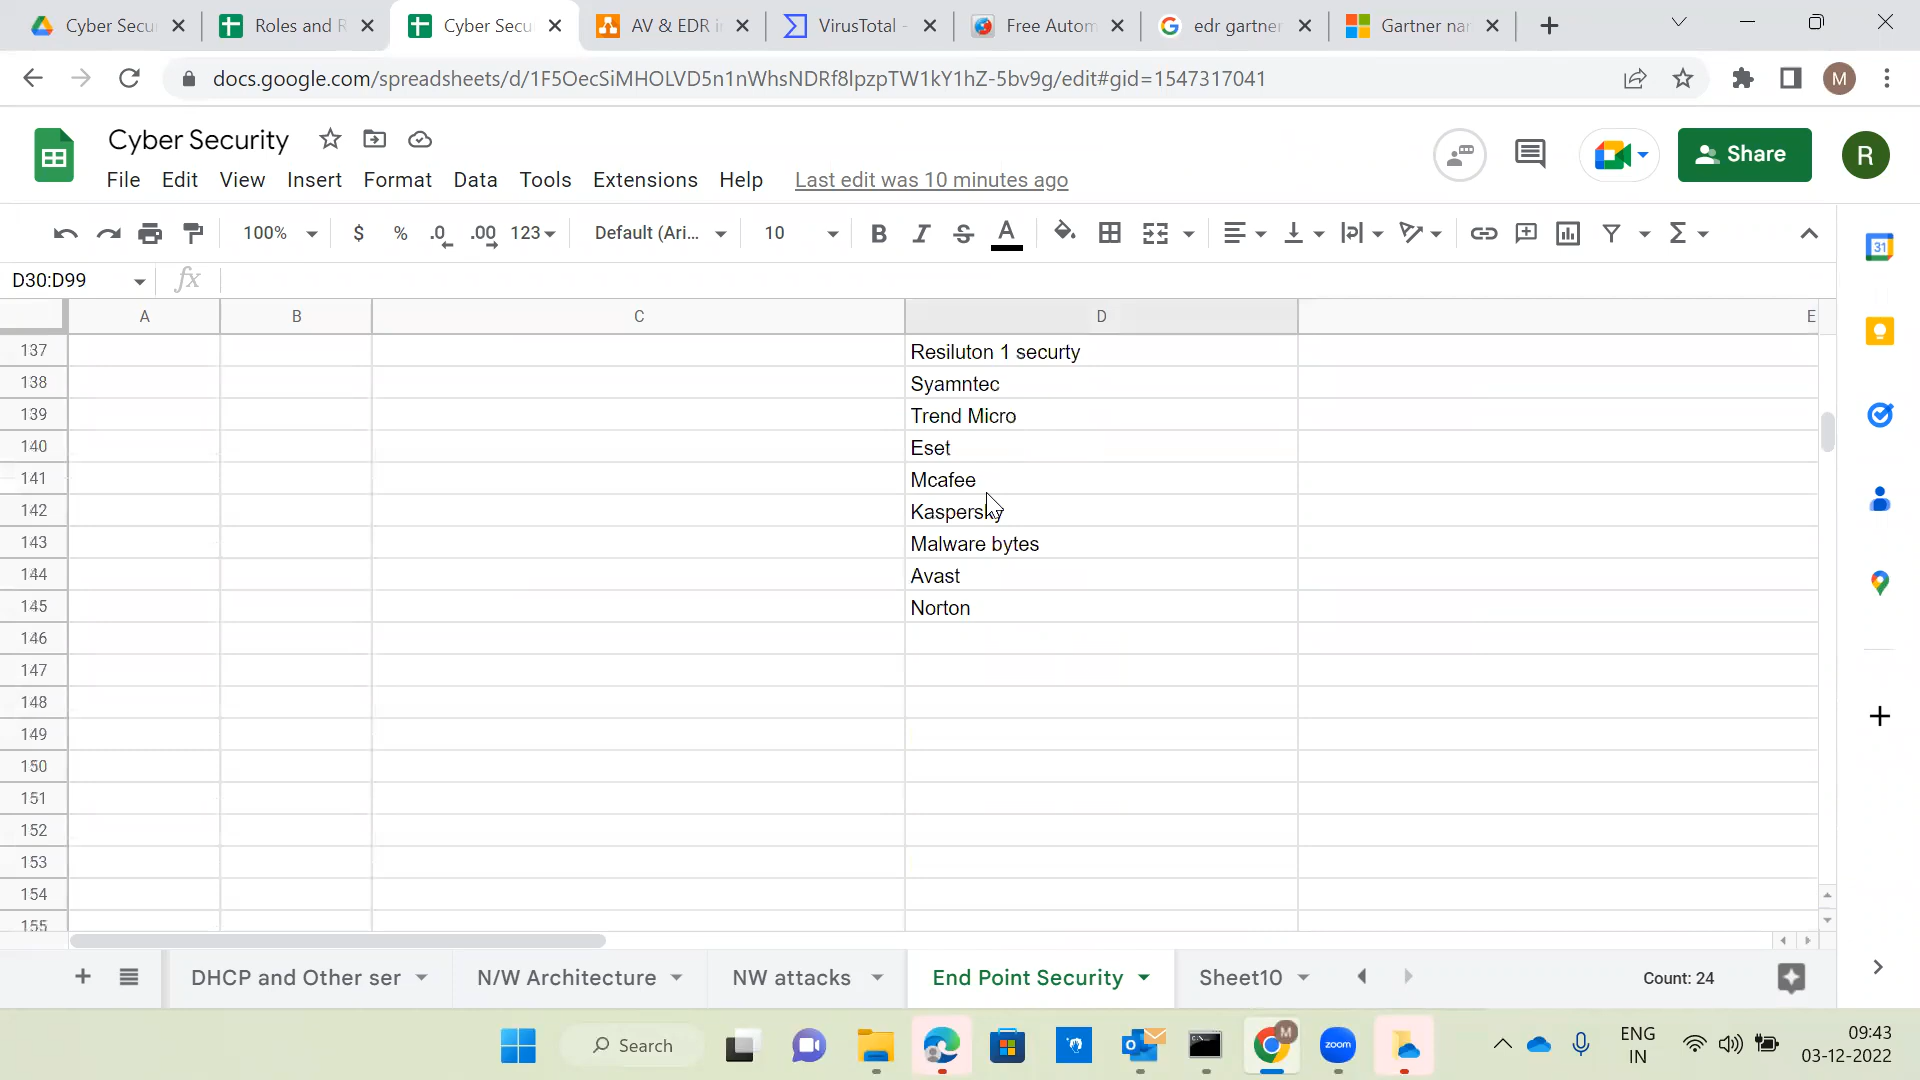 Cyber Secu
Roles and R
Cyber Secu
AV & EDR i
VirusTotal -
Free Autom
edr gartner
Gartner nar
docs.google.com/spreadsheets/d/1F5OecSiMHOLVD5n1nWhsNDRf8lpzpTW1kY1hZ-5bv9g/edit#gid=1547317041
M
Cyber Security
File Edit View Insert Format Data Tools Extensions Help Last edit was 10 minutes ago
Share
R
100% $ % .0 .00 123 Default (Ari... 10 B I S A Σ
31
D30:D99 fx
A B C D E
137 Resiluton 1 securty
138 Syamntec
139 Trend Micro
140 Eset
141 Mcafee
142 Kaspersky
143 Malware bytes
144 Avast
145 Norton
146
147
148
149
150
151
152
153
154
155
DHCP and Other ser N/W Architecture NW attacks End Point Security Sheet10 Count: 24
Search
zoom
M
ENG
IN
09:43
03-12-2022